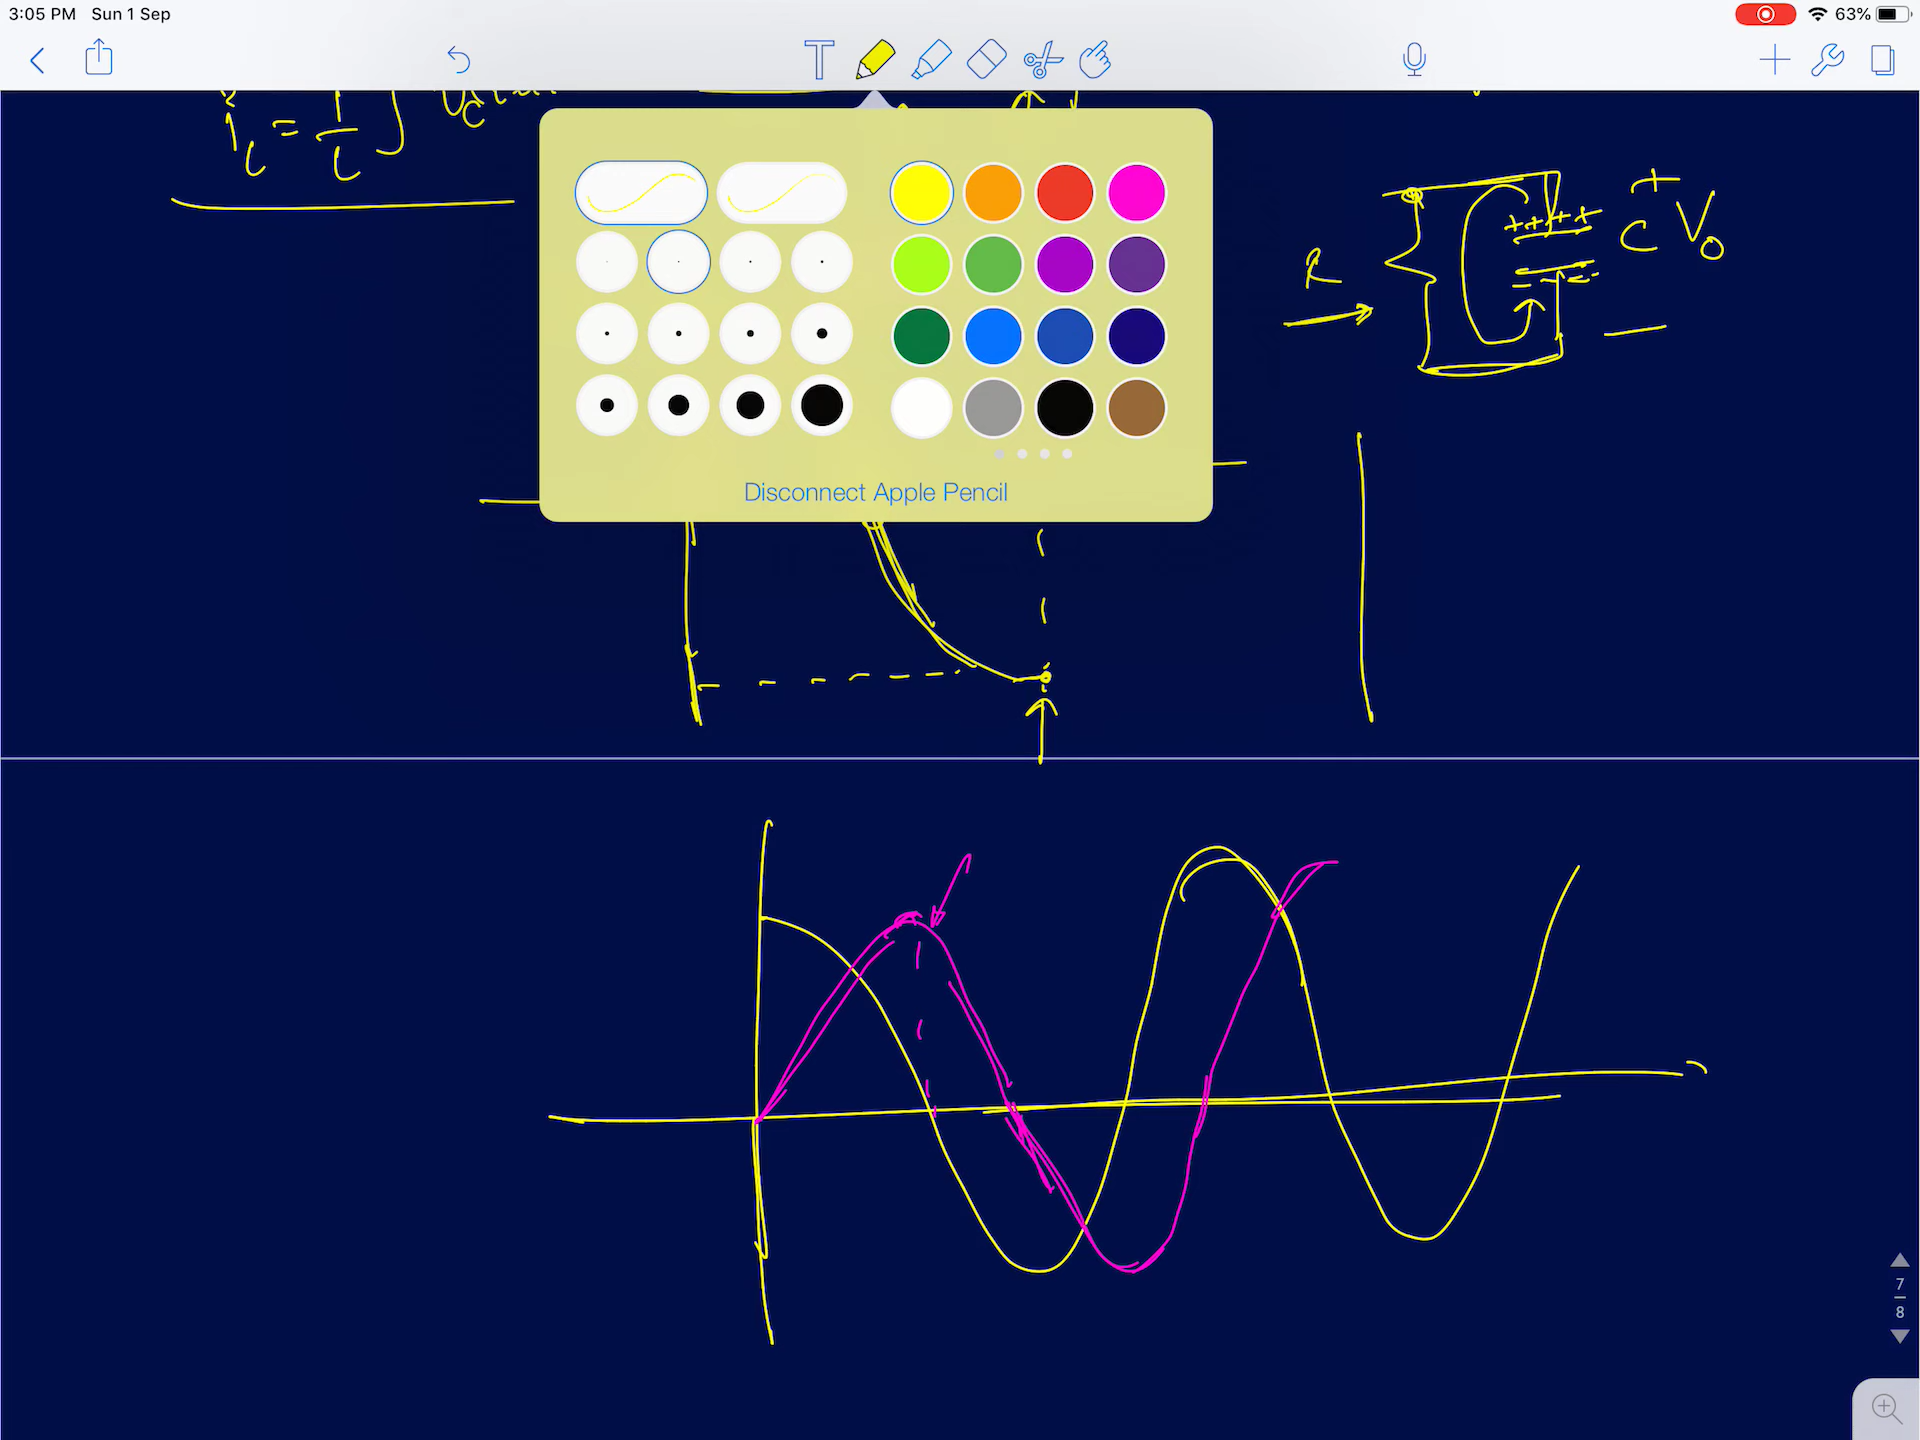 3:05 PM Sun 1 Sep
63%
T
i
L = 1/L ∫
R
++++
C
+
V0
Disconnect Apple Pencil
7
8